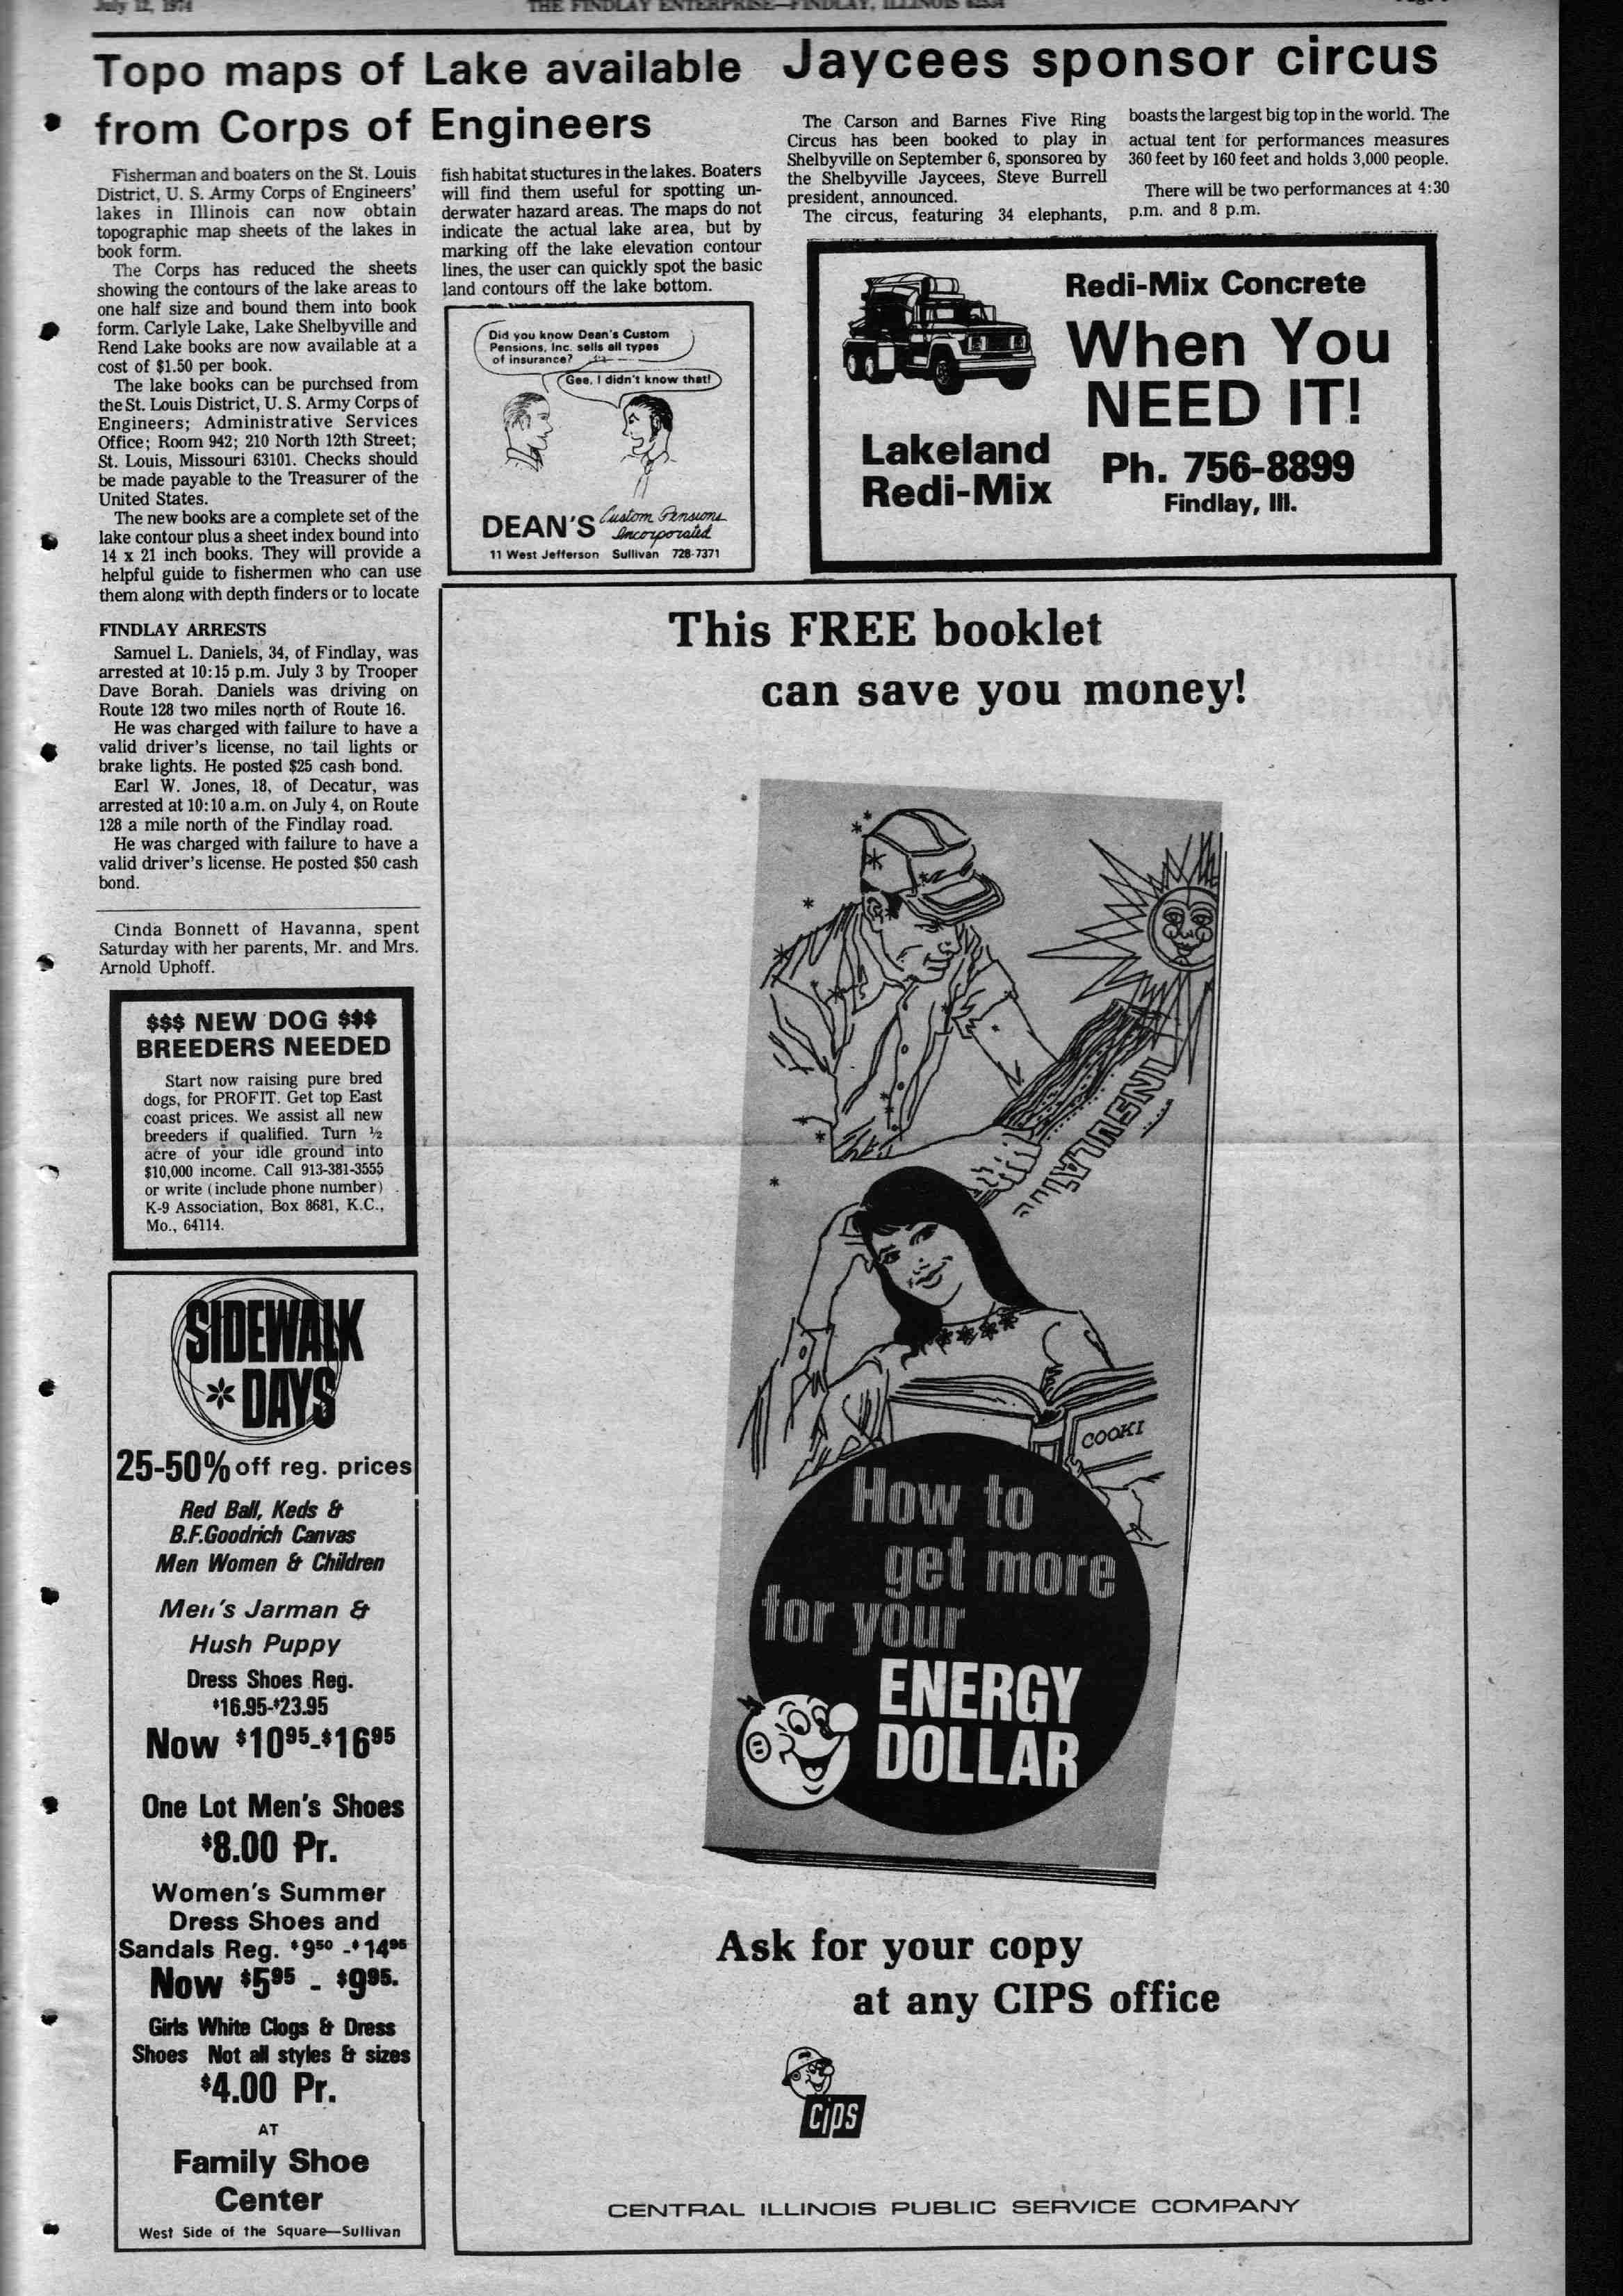 July 12, 1974
THE FINDLAY ENTERPRISE—FINDLAY, ILLINOIS 62534
Topo maps of Lake available
from Corps of Engineers
Fisherman and boaters on the St. Louis
District, U. S. Army Corps of Engineers'
lakes in Illinois can now obtain
topographic map sheets of the lakes in
book form.
The Corps has reduced the sheets
showing the contours of the lake areas to
one half size and bound them into book
form. Carlyle Lake, Lake Shelbyville and
Rend Lake books are now available at a
cost of $1.50 per book.
The lake books can be purchsed from
the St. Louis District, U. S. Army Corps of
Engineers; Administrative Services
Office; Room 942; 210 North 12th Street;
St. Louis, Missouri 63101. Checks should
be made payable to the Treasurer of the
United States.
The new books are a complete set of the
lake contour plus a sheet index bound into
14 x 21 inch books. They will provide a
helpful guide to fishermen who can use
them along with depth finders or to locate
fish habitat stuctures in the lakes. Boaters
will find them useful for spotting un-
derwater hazard areas. The maps do not
indicate the actual lake area, but by
marking off the lake elevation contour
lines, the user can quickly spot the basic
land contours off the lake bottom.
Jaycees sponsor circus
The Carson and Barnes Five Ring
Circus has been booked to play in
Shelbyville on September 6, sponsored by
the Shelbyville Jaycees, Steve Burrell
president, announced.
The circus, featuring 34 elephants,
boasts the largest big top in the world. The
actual tent for performances measures
360 feet by 160 feet and holds 3,000 people.
There will be two performances at 4:30
p.m. and 8 p.m.
Did you know Dean's Custom
Pensions, Inc. sells all types
of insurance?
Gee, I didn't know that!
DEAN'S Custom Pensions
Incorporated
11 West Jefferson Sullivan 728-7371
Redi-Mix Concrete
When You
NEED IT!
Lakeland
Redi-Mix
Ph. 756-8899
Findlay, Ill.
FINDLAY ARRESTS
Samuel L. Daniels, 34, of Findlay, was
arrested at 10:15 p.m. July 3 by Trooper
Dave Borah. Daniels was driving on
Route 128 two miles north of Route 16.
He was charged with failure to have a
valid driver's license, no tail lights or
brake lights. He posted $25 cash bond.
Earl W. Jones, 18, of Decatur, was
arrested at 10:10 a.m. on July 4, on Route
128 a mile north of the Findlay road.
He was charged with failure to have a
valid driver's license. He posted $50 cash
bond.
Cinda Bonnett of Havanna, spent
Saturday with her parents, Mr. and Mrs.
Arnold Uphoff.
$$$ NEW DOG $$$
BREEDERS NEEDED
Start now raising pure bred
dogs, for PROFIT. Get top East
coast prices. We assist all new
breeders if qualified. Turn ½
acre of your idle ground into
$10,000 income. Call 913-381-3555
or write (include phone number)
K-9 Association, Box 8681, K.C.,
Mo., 64114.
SIDEWALK
* DAYS
25-50% off reg. prices
Red Ball, Keds &
B.F.Goodrich Canvas
Men Women & Children
Men's Jarman &
Hush Puppy
Dress Shoes Reg.
$16.95-$23.95
Now $10⁹⁵-$16⁹⁵
One Lot Men's Shoes
$8.00 Pr.
Women's Summer
Dress Shoes and
Sandals Reg. $9⁵⁰ -$14⁹⁵
Now $5⁹⁵ - $9⁹⁵.
Girls White Clogs & Dress
Shoes Not all styles & sizes
$4.00 Pr.
AT
Family Shoe
Center
West Side of the Square—Sullivan
This FREE booklet
can save you money!
COOKI
How to
get more
for your
ENERGY
DOLLAR
Ask for your copy
at any CIPS office
CIPS
CENTRAL ILLINOIS PUBLIC SERVICE COMPANY